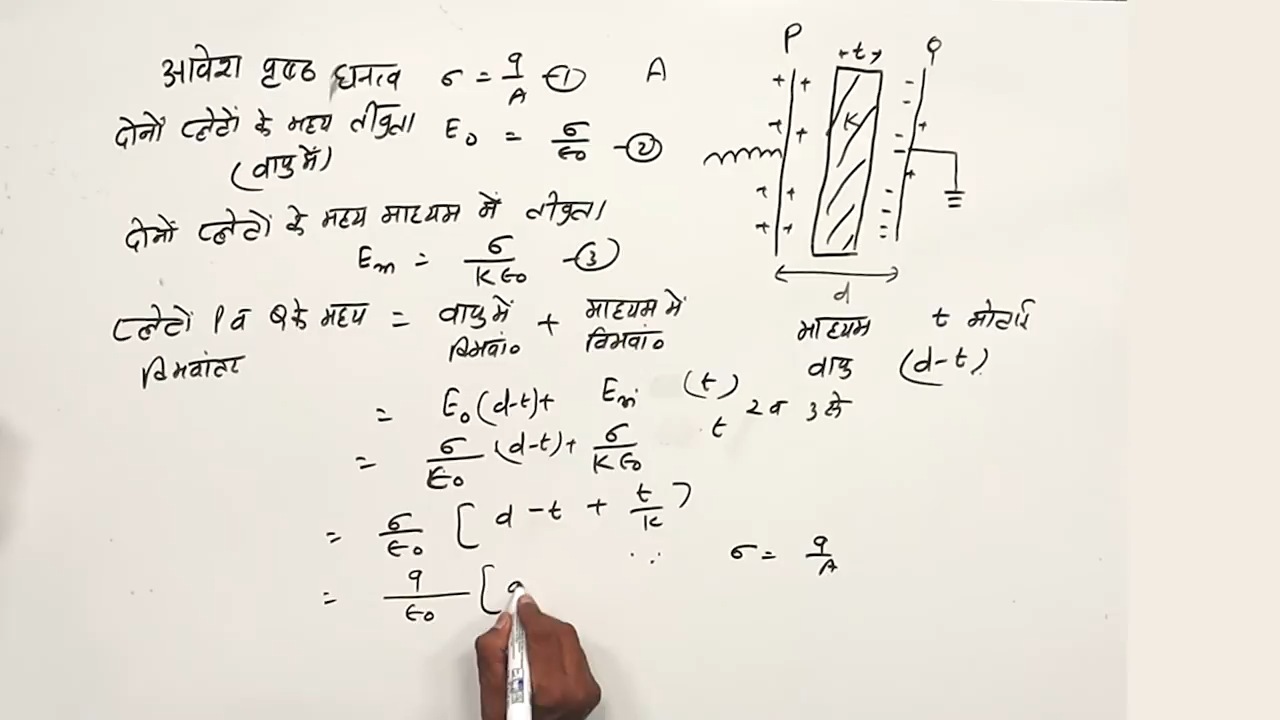 आवेश पृष्ठ घनत्व σ = q/A –①
दोनों प्लेटों के मध्य तीव्रता E₀ = σ/ε₀ –②
(वायु में)
दोनों प्लेटों के मध्य माध्यम में तीव्रता
Eₘ = σ/Kε₀ –③
प्लेटों P व Q के मध्य = वायु में + माध्यम में
विभवांतर विभवां० विभवां०
= E₀(d-t) + Eₘ (t)
= σ/ε₀ (d-t) + σ/Kε₀ t
2 व 3 से
= σ/ε₀ [d - t + t/K)
∵ σ = q/A
= q/ε₀ [
A
P
Q
t
K
d
माध्यम t मोटाई
वायु (d-t)